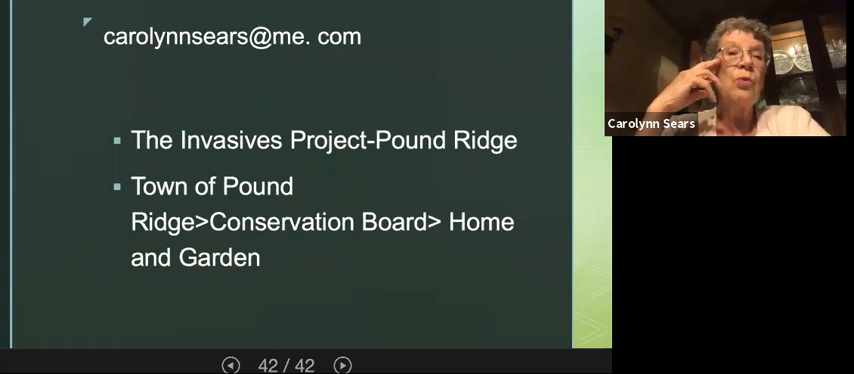 carolynnsears@me. com
The Invasives Project-Pound Ridge
Town of Pound
Ridge>Conservation Board> Home
and Garden
Carolynn Sears
42 / 42